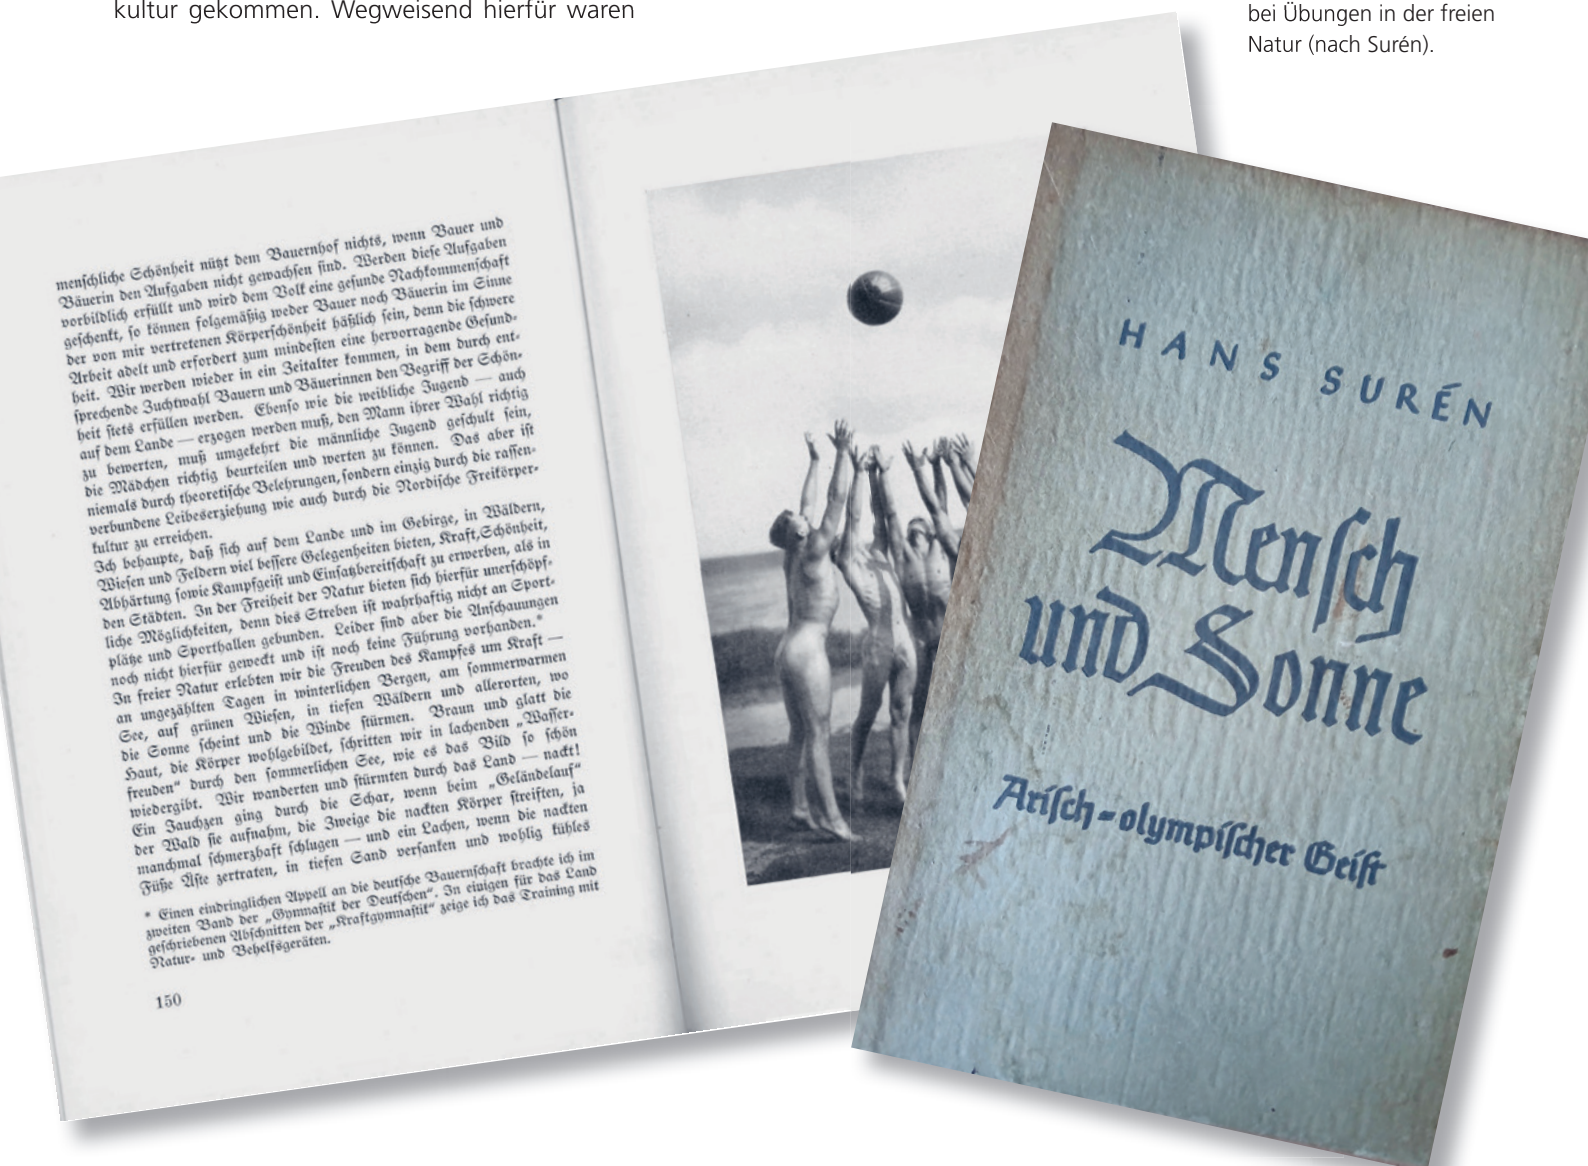 kultur gekommen. Wegweisend hierfür waren
bei Übungen in der freien
Natur (nach Surén).
menschliche Schönheit nützt dem Bauernhof nichts, wenn Bauer und
Bäuerin den Aufgaben nicht gewachsen sind. Werden diese Aufgaben
vorbildlich erfüllt und wird dem Volk eine gesunde Nachkommenschaft
geschenkt, so können folgemäßig weder Bauer noch Bäuerin im Sinne
der von mir vertretenen Körperschönheit häßlich sein, denn die schwere
Arbeit adelt und erfordert zum mindesten eine hervorragende Gesund-
heit. Wir werden wieder in ein Zeitalter kommen, in dem durch ent-
sprechende Zuchtwahl Bauern und Bäuerinnen den Begriff der Schön-
heit stets erfüllen werden. Ebenso wie die weibliche Jugend — auch
auf dem Lande — erzogen werden muß, den Mann ihrer Wahl richtig
zu bewerten, muß umgekehrt die männliche Jugend geschult sein,
die Mädchen richtig beurteilen und werten zu können. Das aber ist
niemals durch theoretische Belehrungen, sondern einzig durch die rassen-
verbundene Leibeserziehung wie auch durch die Nordische Freikörper-
kultur zu erreichen.
Ich behaupte, daß sich auf dem Lande und im Gebirge, in Wäldern,
Wiesen und Feldern viel bessere Gelegenheiten bieten, Kraft, Schönheit,
Abhärtung sowie Kampfgeist und Einsatzbereitschaft zu erwerben, als in
den Städten. In der Freiheit der Natur bieten sich hierfür unerschöpf-
liche Möglichkeiten, denn dies Streben ist wahrhaftig nicht an Sport-
plätze und Sporthallen gebunden. Leider sind aber die Anschauungen
noch nicht hierfür geweckt und ist noch keine Führung vorhanden.*
In freier Natur erlebten wir die Freuden des Kampfes um Kraft —
an ungezählten Tagen in winterlichen Bergen, am sommerwarmen
See, auf grünen Wiesen, in tiefen Wäldern und allerorten, wo
die Sonne scheint und die Winde stürmen. Braun und glatt die
Haut, die Körper wohlgebildet, schritten wir in lachenden „Wasser-
freuden“ durch den sommerlichen See, wie es das Bild so schön
wiedergibt. Wir wanderten und stürmten durch das Land — nackt!
Ein Jauchzen ging durch die Schar, wenn beim „Geländelauf“
der Wald sie aufnahm, die Zweige die nackten Körper streiften, ja
manchmal schmerzhaft schlugen — und ein Lachen, wenn die nackten
Füße Äste zertraten, in tiefen Sand versanken und wohlig kühles
* Einen eindringlichen Appell an die deutsche Bauernschaft brachte ich im
zweiten Band der „Gymnastik der Deutschen“. In einigen für das Land
geschriebenen Abschnitten der „Kraftgymnastik“ zeige ich das Training mit
Natur- und Behelfsgeräten.
150
HANS SURÉN
Mensch
und Sonne
Arisch-olympischer Geist